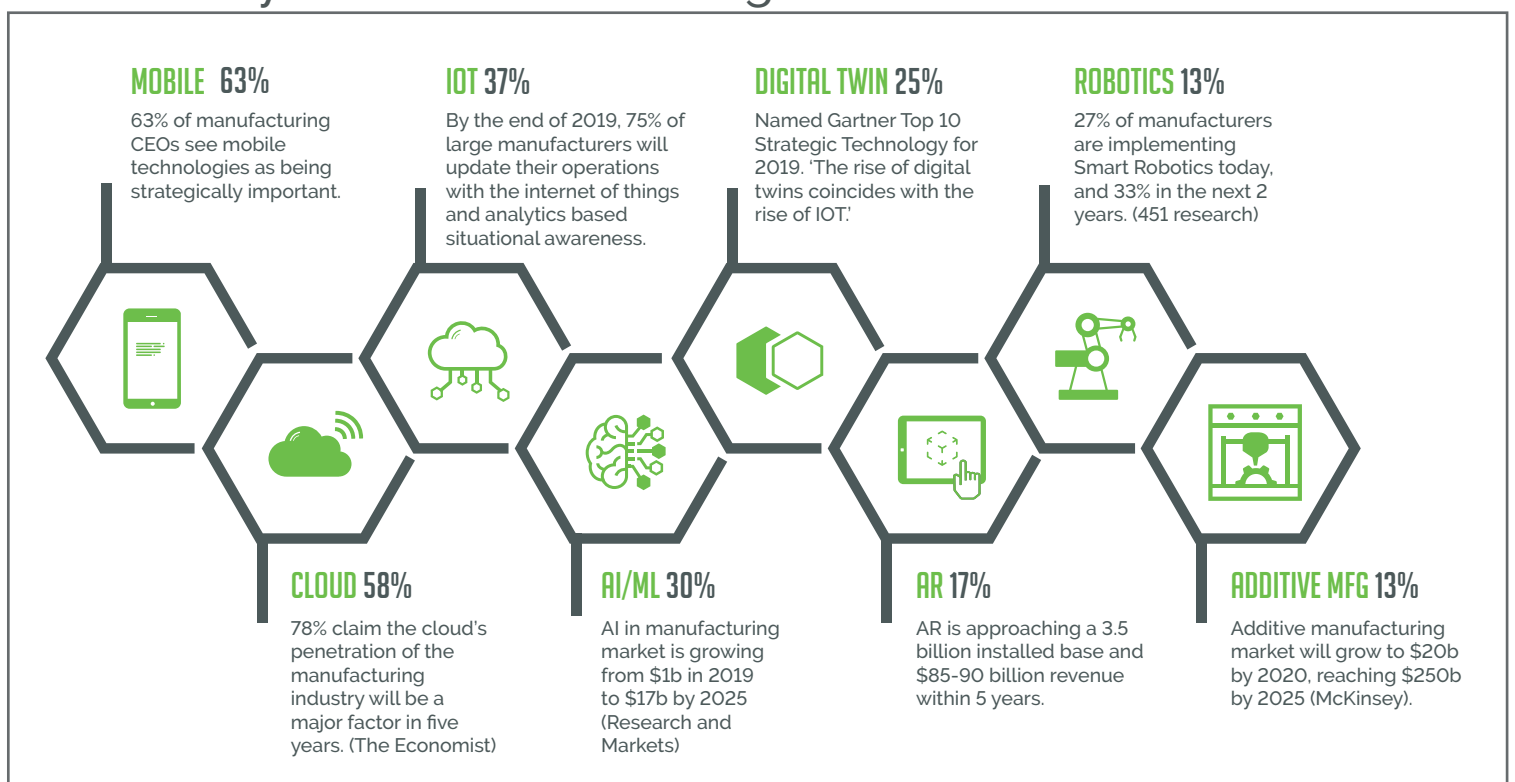 MOBILE 63%
63% of manufacturing
CEOs see mobile
technologies as being
strategically important.
IOT 37%
By the end of 2019, 75% of
large manufacturers will
update their operations
with the internet of things
and analytics based
situational awareness.
DIGITAL TWIN 25%
Named Gartner Top 10
Strategic Technology for
2019. ‘The rise of digital
twins coincides with the
rise of IOT.’
ROBOTICS 13%
27% of manufacturers
are implementing
Smart Robotics today,
and 33% in the next 2
years. (451 research)
CLOUD 58%
78% claim the cloud’s
penetration of the
manufacturing
industry will be a
major factor in five
years. (The Economist)
AI/ML 30%
AI in manufacturing
market is growing
from $1b in 2019
to $17b by 2025
(Research and
Markets)
AR 17%
AR is approaching a 3.5
billion installed base and
$85-90 billion revenue
within 5 years.
ADDITIVE MFG 13%
Additive manufacturing
market will grow to $20b
by 2020, reaching $250b
by 2025 (McKinsey).